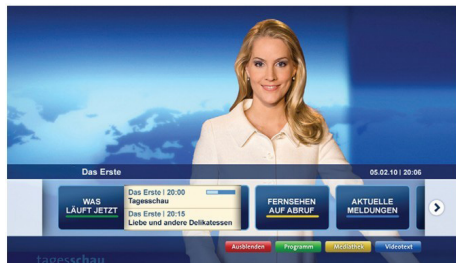 Das Erste
05.02.10 | 20:06
WAS
LÄUFT JETZT
Das Erste | 20:00
Tagesschau
Das Erste | 20:15
Liebe und andere Delikatessen
FERNSEHEN
AUF ABRUF
AKTUELLE
MELDUNGEN
Ausblenden
Programm
Mediathek
Videotext
tagesschau